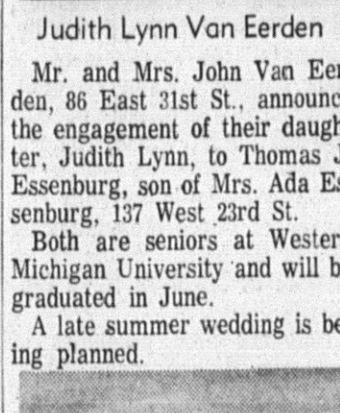 Judith Lynn Van Eerden
Mr. and Mrs. John Van Eer
den, 86 East 31st St., announc
the engagement of their daugh
ter, Judith Lynn, to Thomas J
Essenburg, son of Mrs. Ada Es
senburg, 137 West 23rd St.
Both are seniors at Wester
Michigan University and will b
graduated in June.
A late summer wedding is be
ing planned.